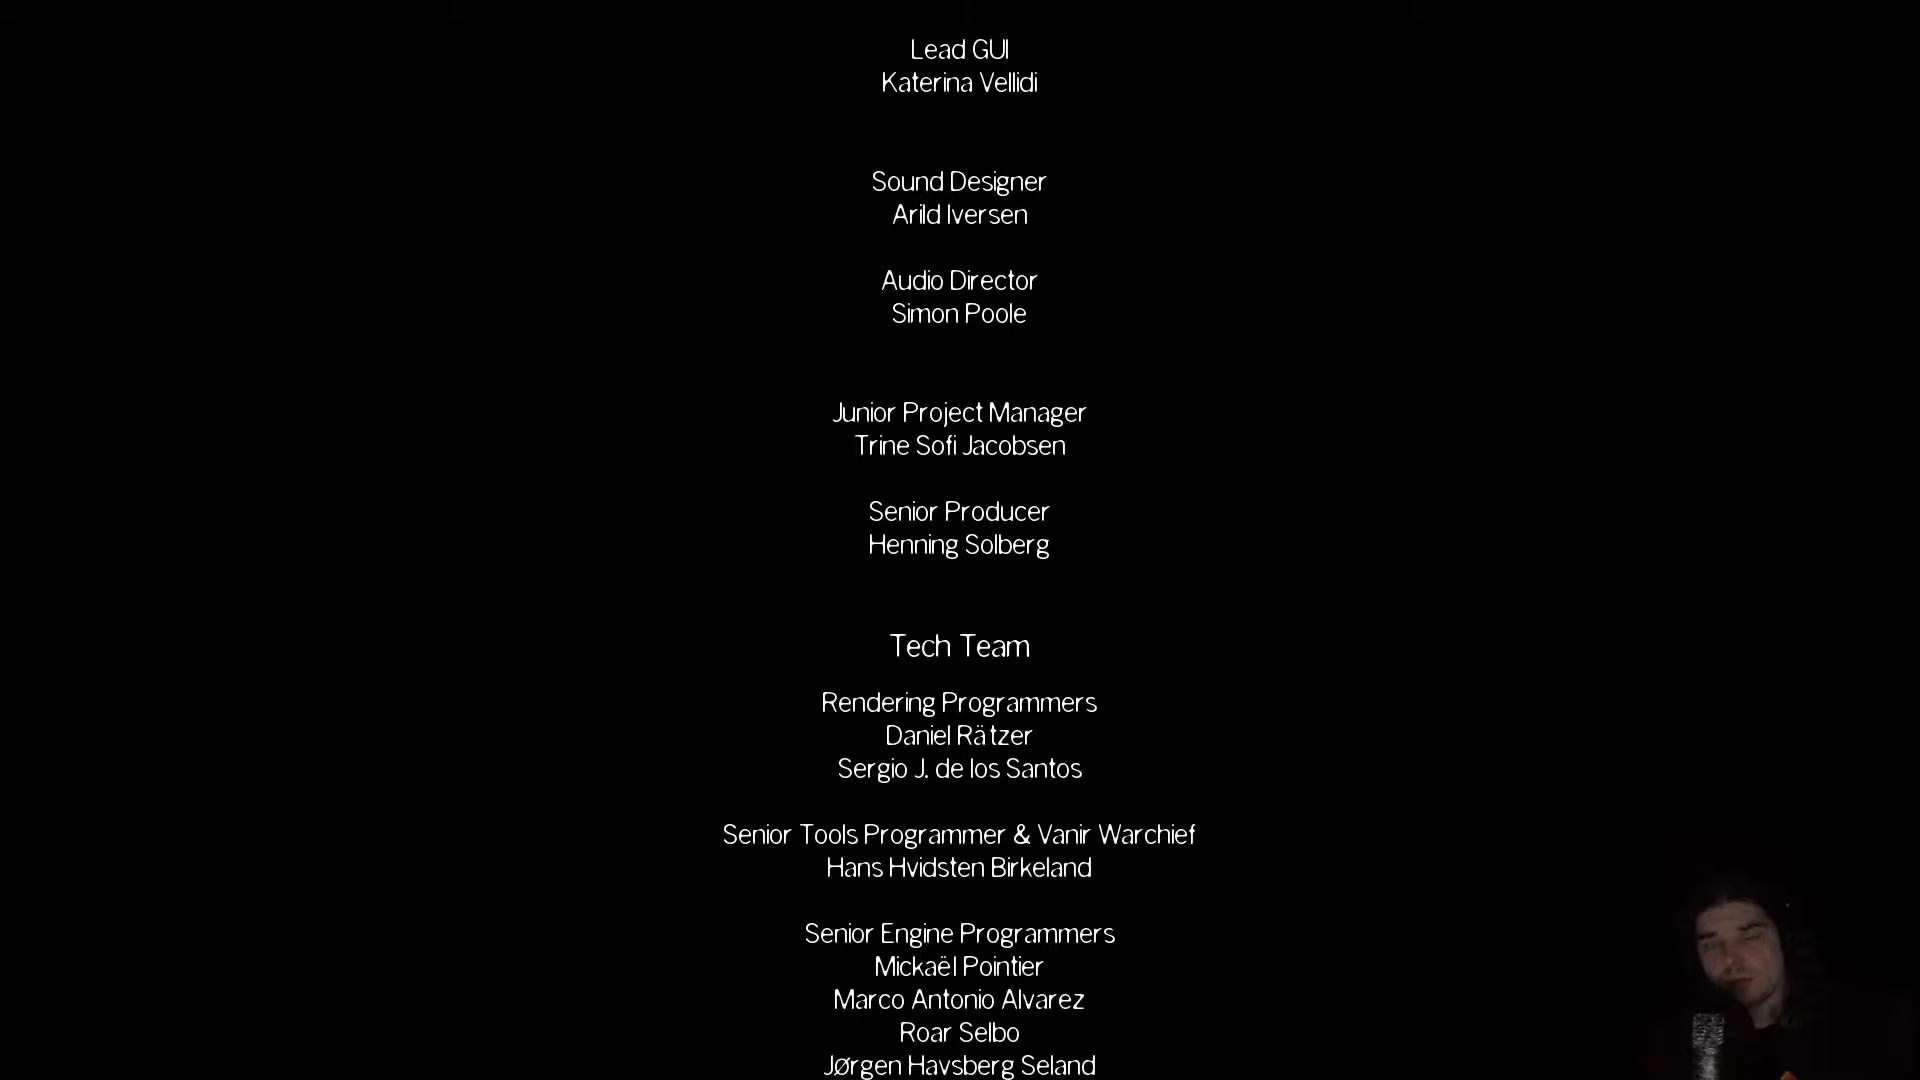 Lead GUI
Katerina Vellidi
Sound Designer
Arild Iversen
Audio Director
Simon Poole
Junior Project Manager
Trine Sofi Jacobsen
Senior Producer
Henning Solberg
Tech Team
Rendering Programmers
Daniel Rätzer
Sergio J. de los Santos
Senior Tools Programmer & Vanir Warchief
Hans Hvidsten Birkeland
Senior Engine Programmers
Mickaël Pointier
Marco Antonio Alvarez
Roar Selbo
Jørgen Havsberg Seland